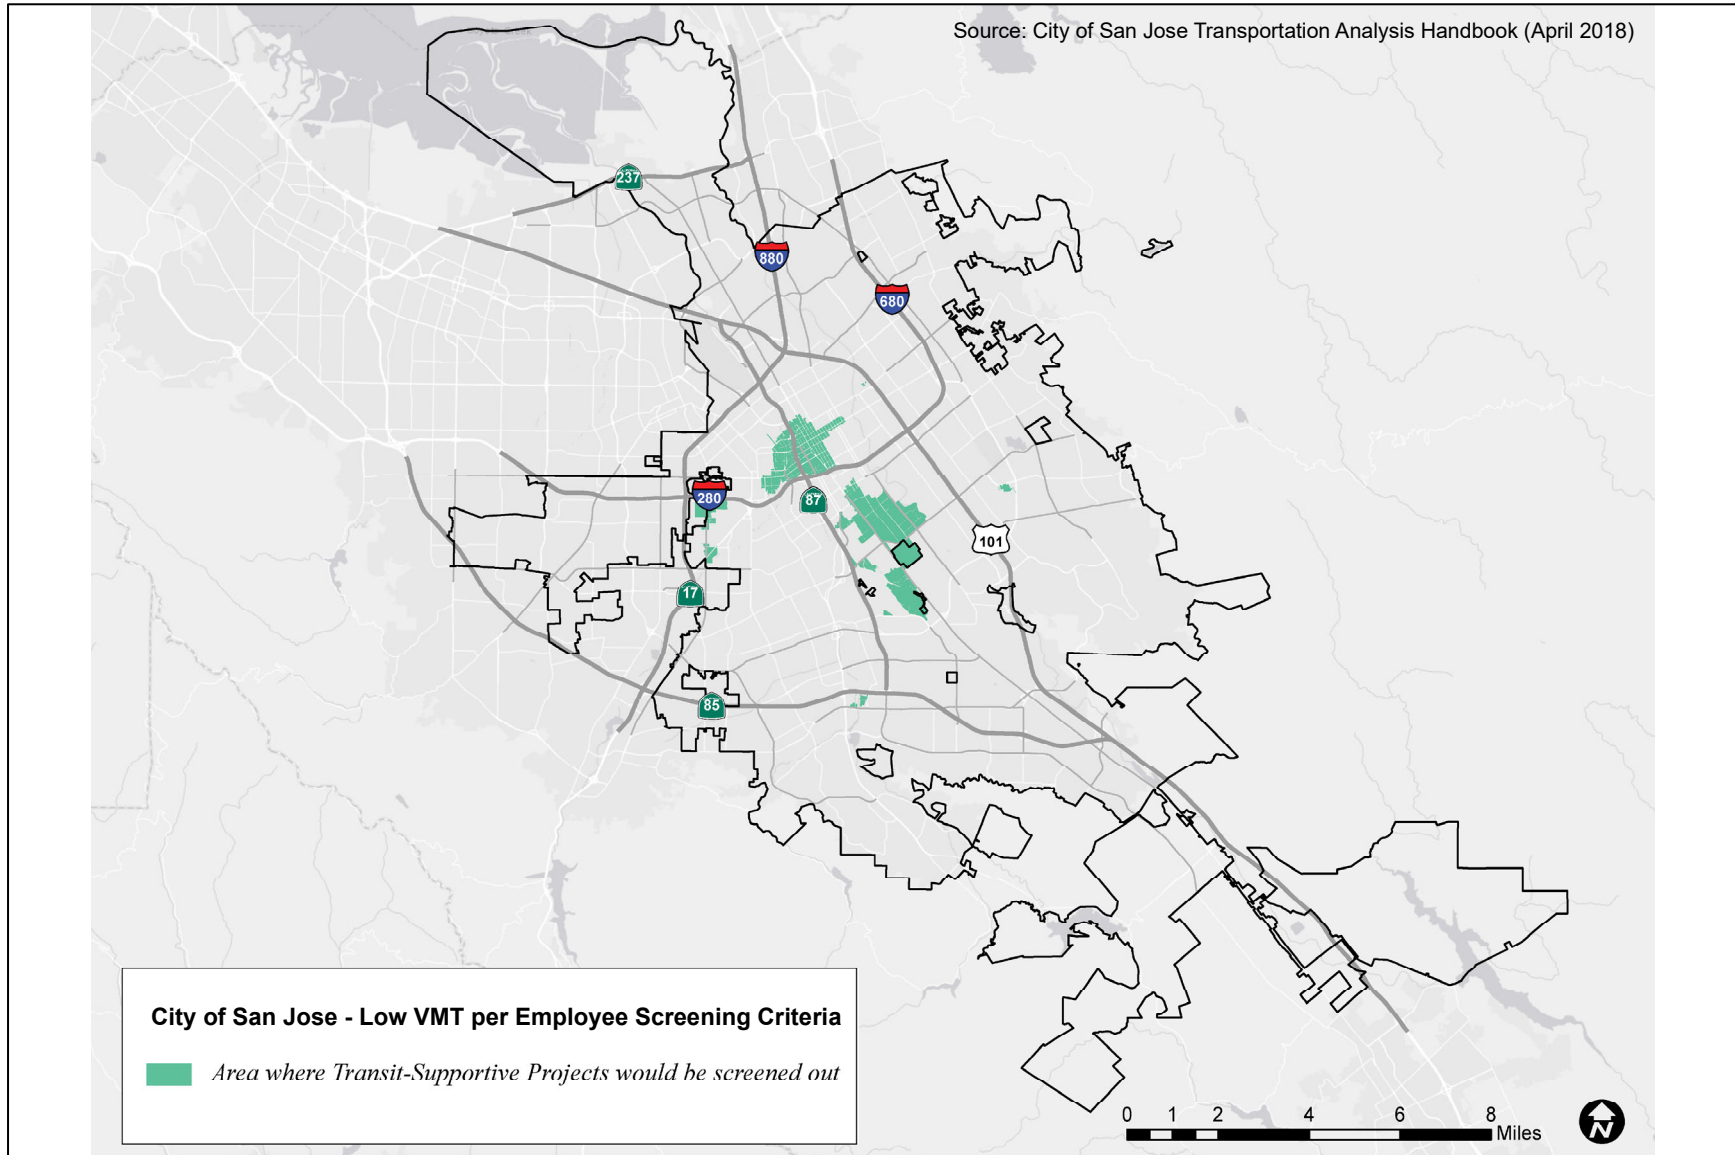 Source: City of San Jose Transportation Analysis Handbook (April 2018)
237
880
680
280
87
101
17
85
City of San Jose - Low VMT per Employee Screening Criteria
Area where Transit-Supportive Projects would be screened out
0 1 2 4 6 8
Miles
N